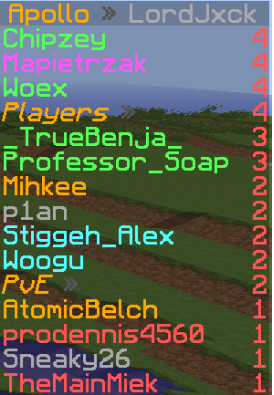 Apollo » LordJxck
Chipzey 4
Mapietrzak 4
Woex 4
Players » 4
_TrueBenja_ 3
Professor_Soap 3
Mihkee 2
p1an 2
Stiggeh_Alex 2
Woogu 2
PvE » 2
AtomicBelch 1
prodennis4560 1
Sneaky26 1
TheMainMiek 1